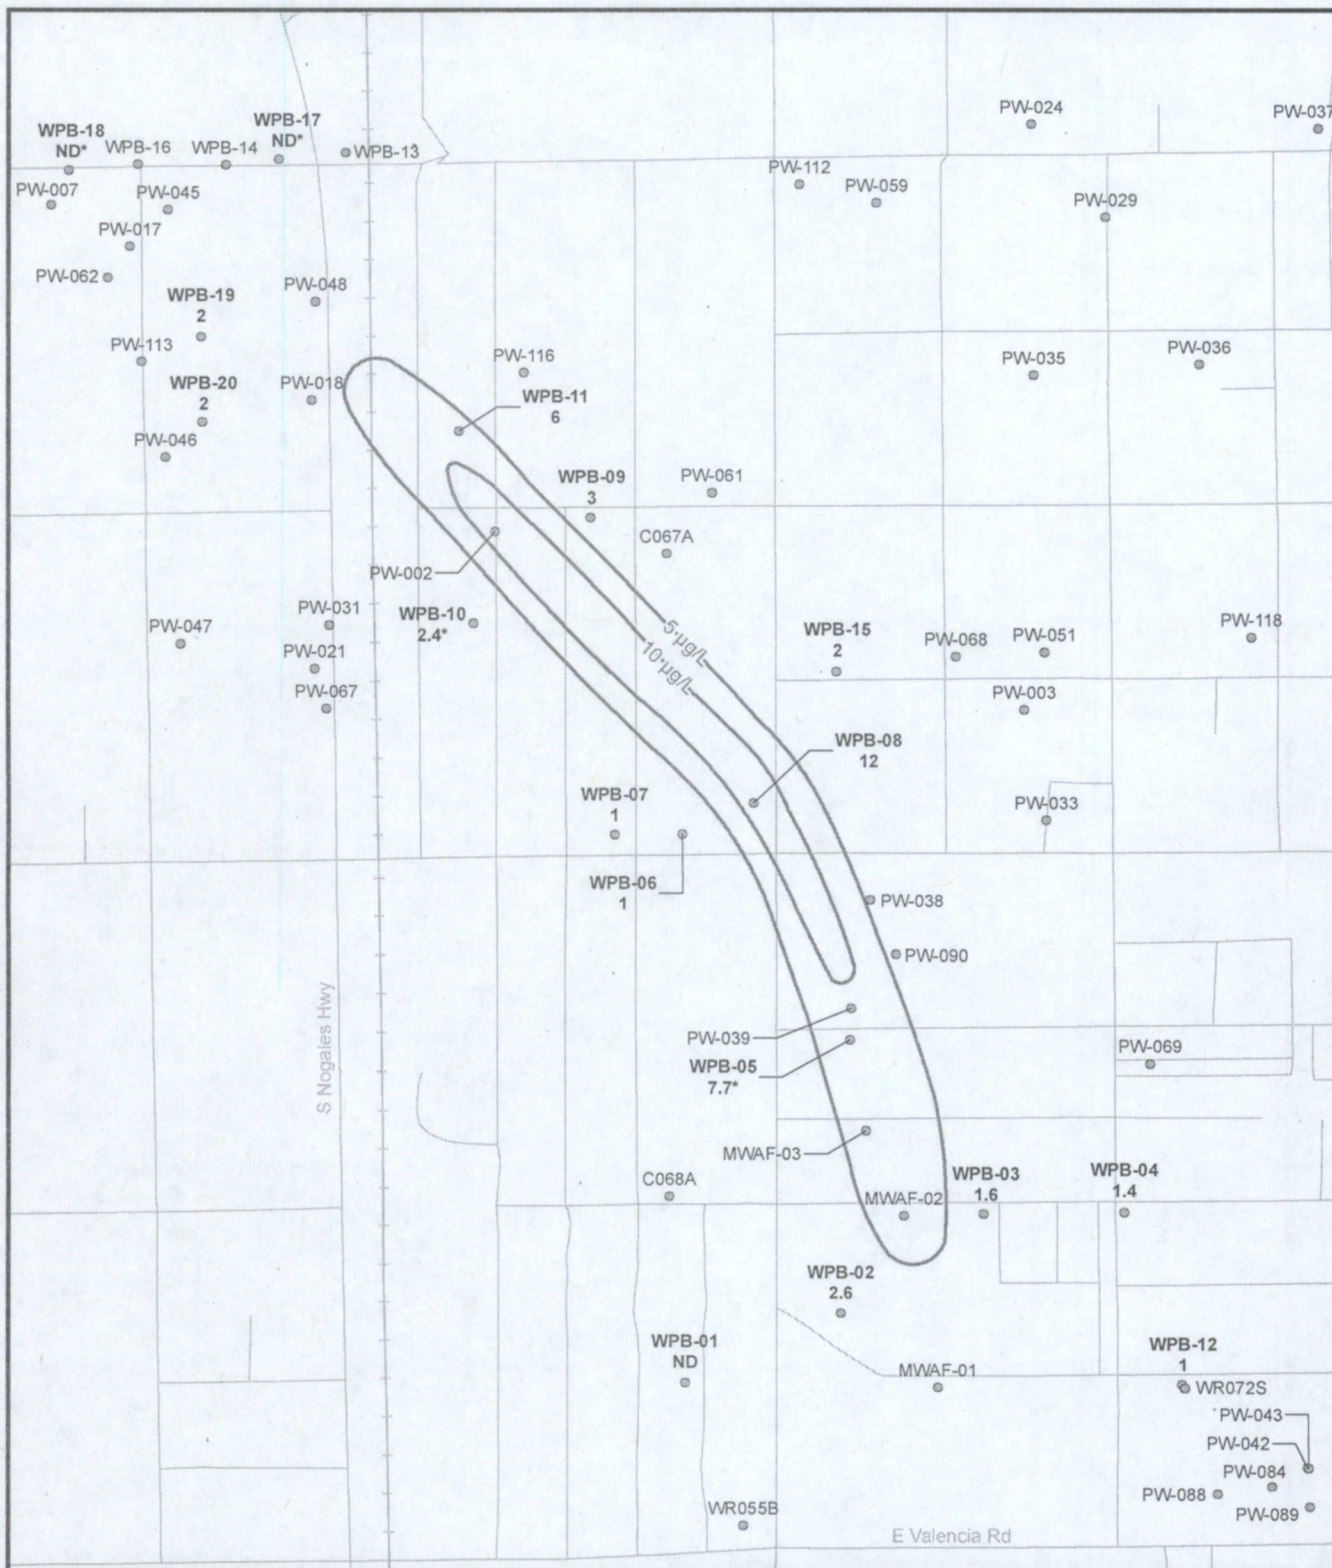 PW-024
PW-037
WPB-18
ND*
WPB-16
WPB-14
WPB-17
ND*
WPB-13
PW-112
PW-059
PW-007
PW-045
PW-029
PW-017
PW-062
PW-048
WPB-19
2
PW-113
PW-116
PW-035
PW-036
WPB-20
2
PW-018
WPB-11
6
PW-046
WPB-09
3
PW-061
C067A
PW-002
WPB-10
2.4*
PW-031
PW-047
PW-021
PW-067
5 µg/L
10 µg/L
WPB-15
2
PW-068
PW-051
PW-118
PW-003
WPB-08
12
WPB-07
1
PW-033
WPB-06
1
PW-038
PW-090
S Nogales Hwy
PW-039
WPB-05
7.7*
PW-069
MWAF-03
C068A
MWAF-02
WPB-03
1.6
WPB-04
1.4
WPB-02
2.6
WPB-01
ND
MWAF-01
WPB-12
1
WR072S
PW-043
PW-042
PW-084
PW-088
PW-089
WR055B
E Valencia Rd